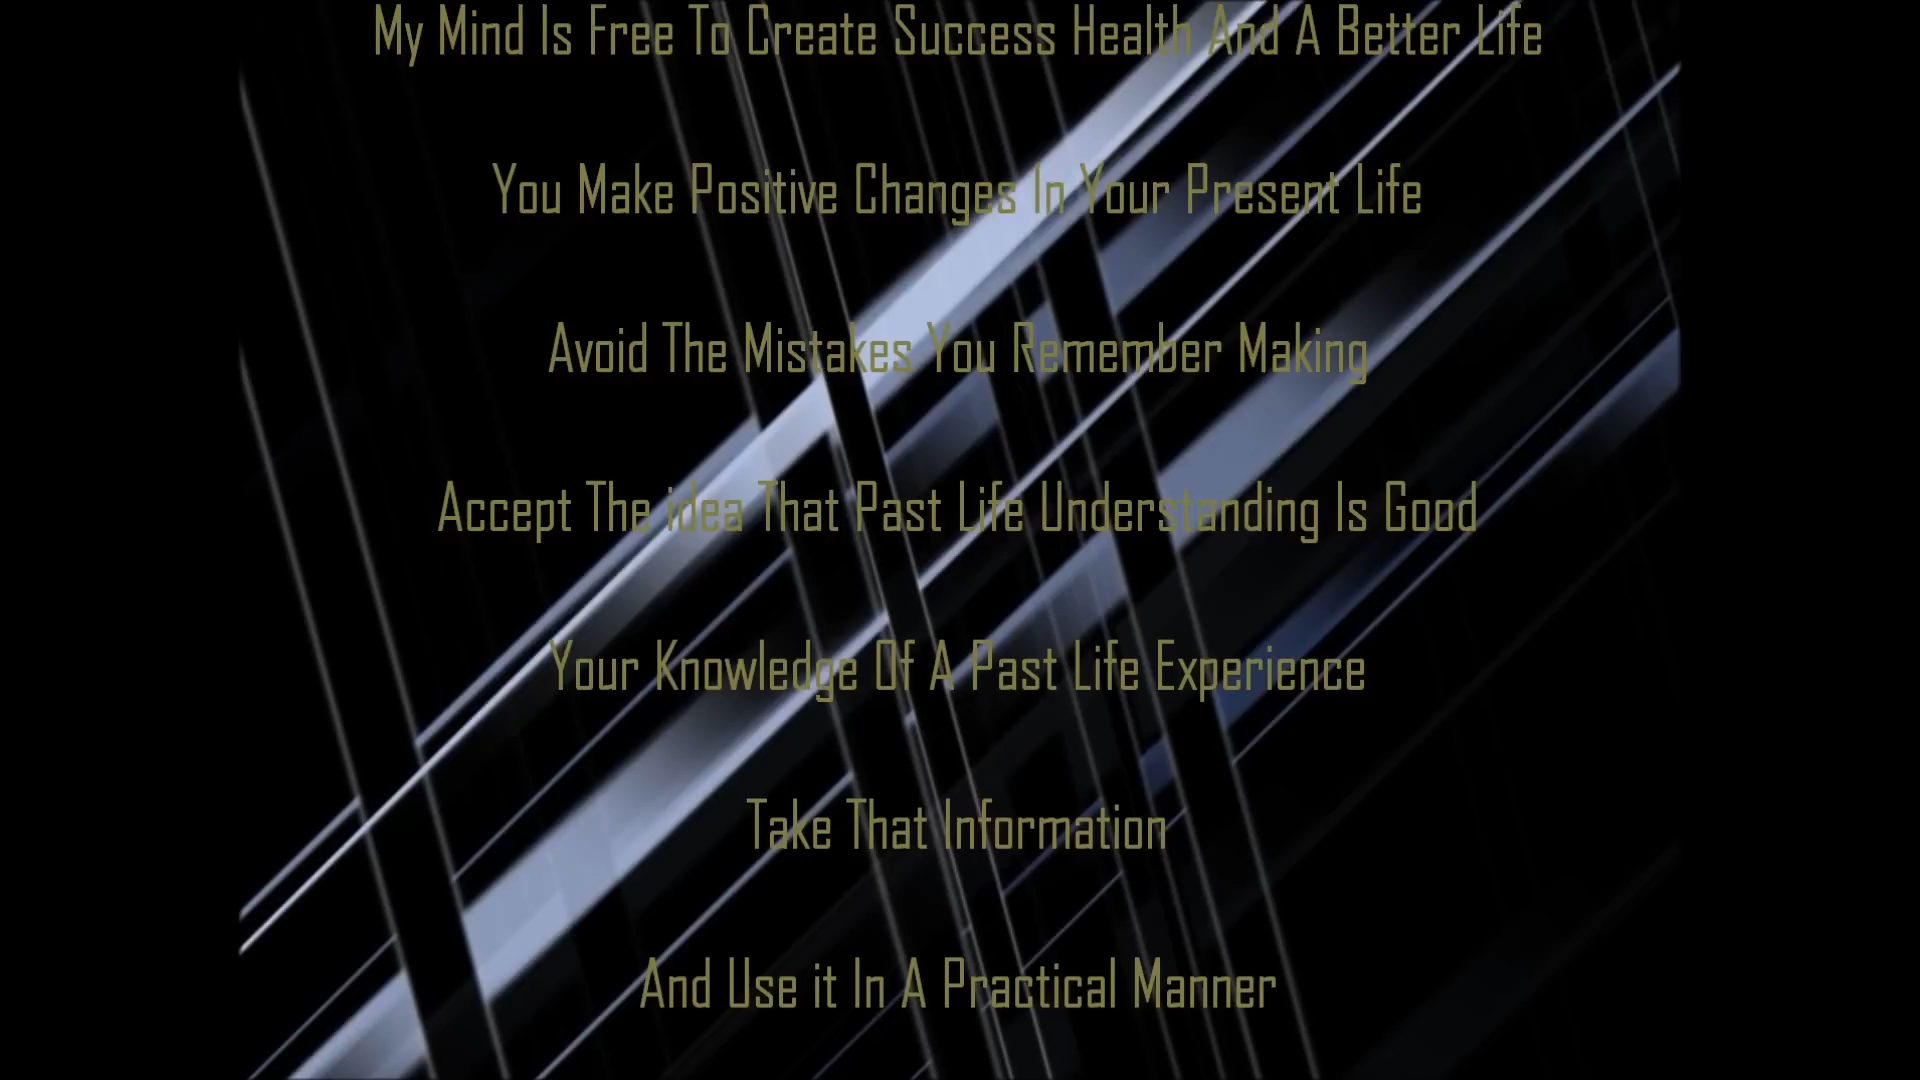 My Mind Is Free To Create Success Health And A Better Life
You Make Positive Changes In Your Present Life
Avoid The Mistakes You Remember Making
Accept The idea That Past Life Understanding Is Good
Your Knowledge Of A Past Life Experience
Take That Information
And Use it In A Practical Manner